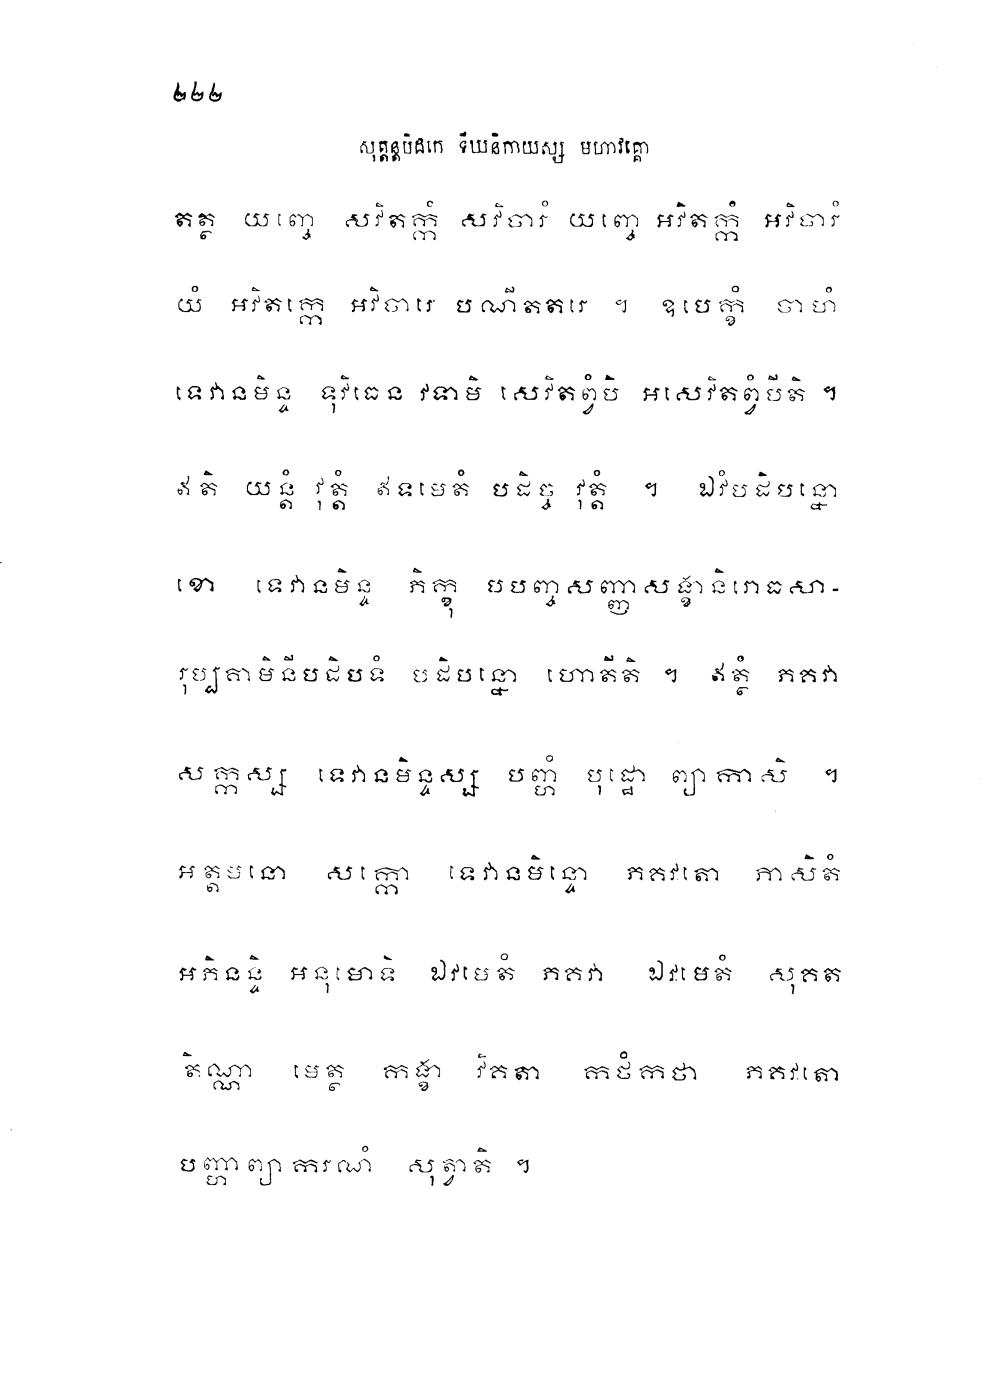 ២២២
សុត្តន្តបិដកេ ទីឃនិកាយស្ស មហាវគ្គោ
តត្ថ យញ្ចេ សវិតក្កំ សវិចារំ យញ្ចេ អវិតក្កំ អវិចារំ
យំ អវិតក្កេ អវិចារេ បណីតតរេ ។ ឧបេក្ខំ ចាហំ
ទេវានមិន្ទ ទុវិធេន វទាមិ សេវិតព្វំបិ អសេវិតព្វំបីតិ ។
ឥតិ យន្តំ វុត្តំ ឥទមេតំ បដិច្ច វុត្តំ ។ ឯវំបដិបន្នោ
ខោ ទេវានមិន្ទ ភិក្ខុ បបញ្ចសញ្ញាសង្ខានិរោធសា-
រុប្បគាមិនីបដិបទំ បដិបន្នោ ហោតីតិ ។ ឥត្ថំ ភគវា
សក្កស្ស ទេវានមិន្ទស្ស បញ្ហំ បុដ្ឋោ ព្យាកាសិ ។
អត្តមនោ សក្កោ ទេវានមិន្ទោ ភគវតោ ភាសិតំ
អភិនន្ទិ អនុមោទិ ឯវមេតំ ភគវា ឯវមេតំ សុគត
តិណ្ណា មេត្ថ កង្ខា វិគតា កថំកថា ភគវតោ
បញ្ហាព្យាករណំ សុត្វាតិ ។